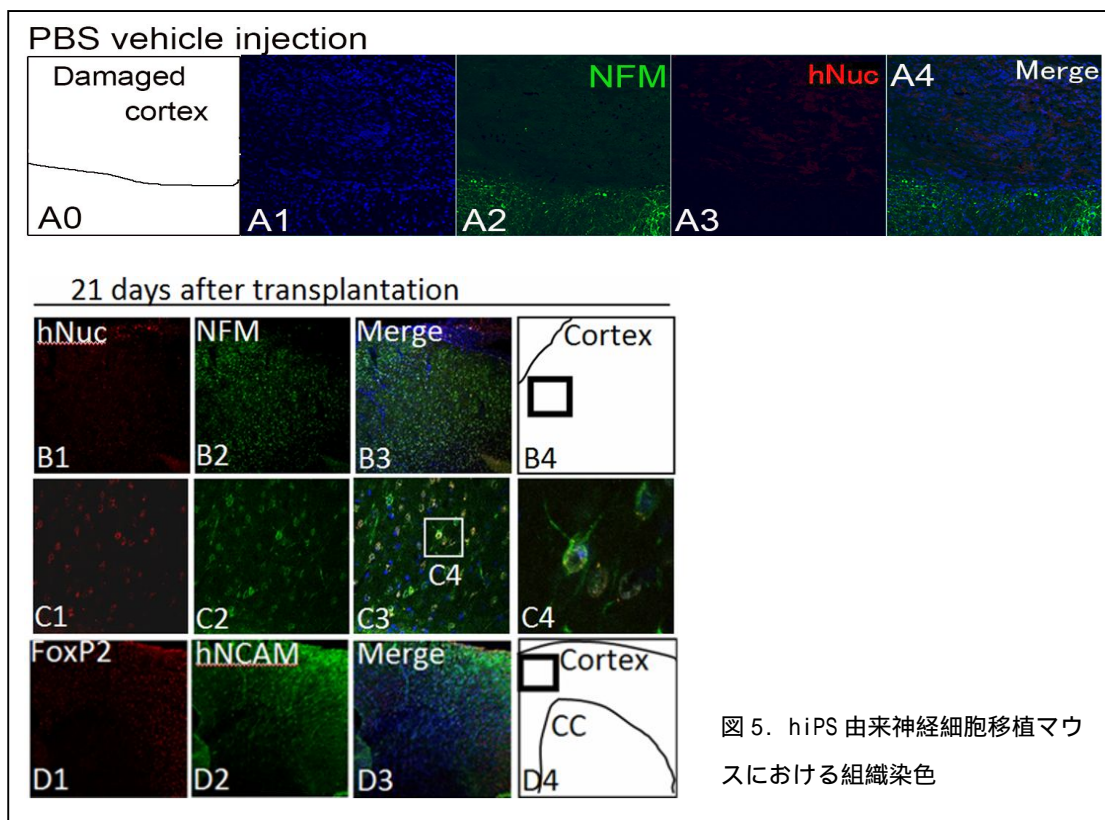 PBS vehicle injection
Damaged
cortex
A0
A1
NFM
A2
hNuc
A3
A4 Merge
21 days after transplantation
hNuc
B1
NFM
B2
Merge
B3
Cortex
B4
C1
C2
C4
C3
C4
FoxP2
D1
hNCAM
D2
Merge
D3
Cortex
CC
D4
図 5. hiPS 由来神経細胞移植マウ
スにおける組織染色